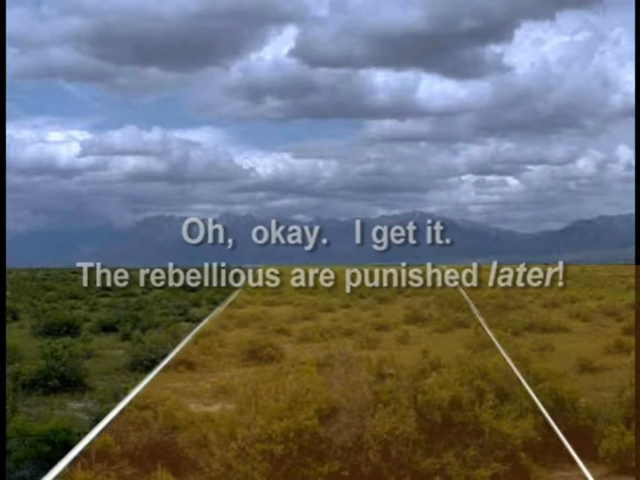 Oh, okay. I get it.
The rebellious are punished later!